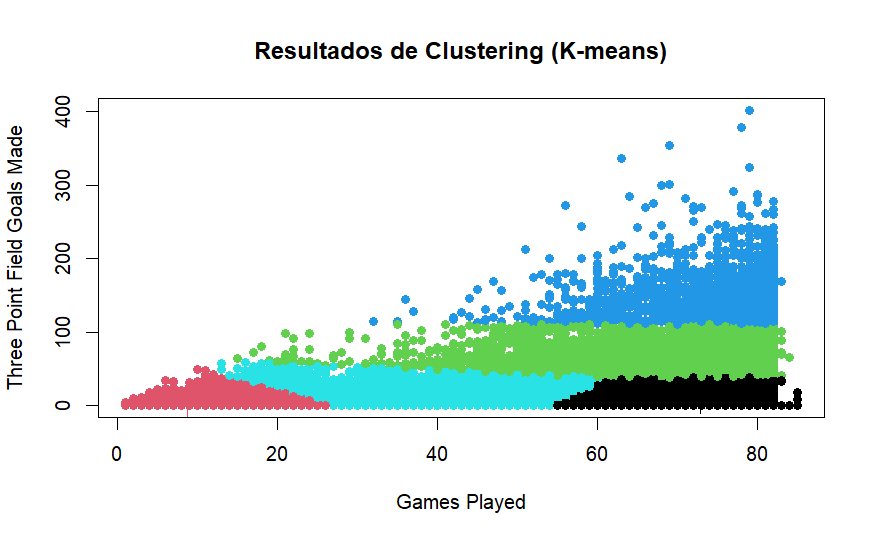 Resultados de Clustering (K-means)
Three Point Field Goals Made
400
300
200
100
0
0 20 40 60 80
Games Played